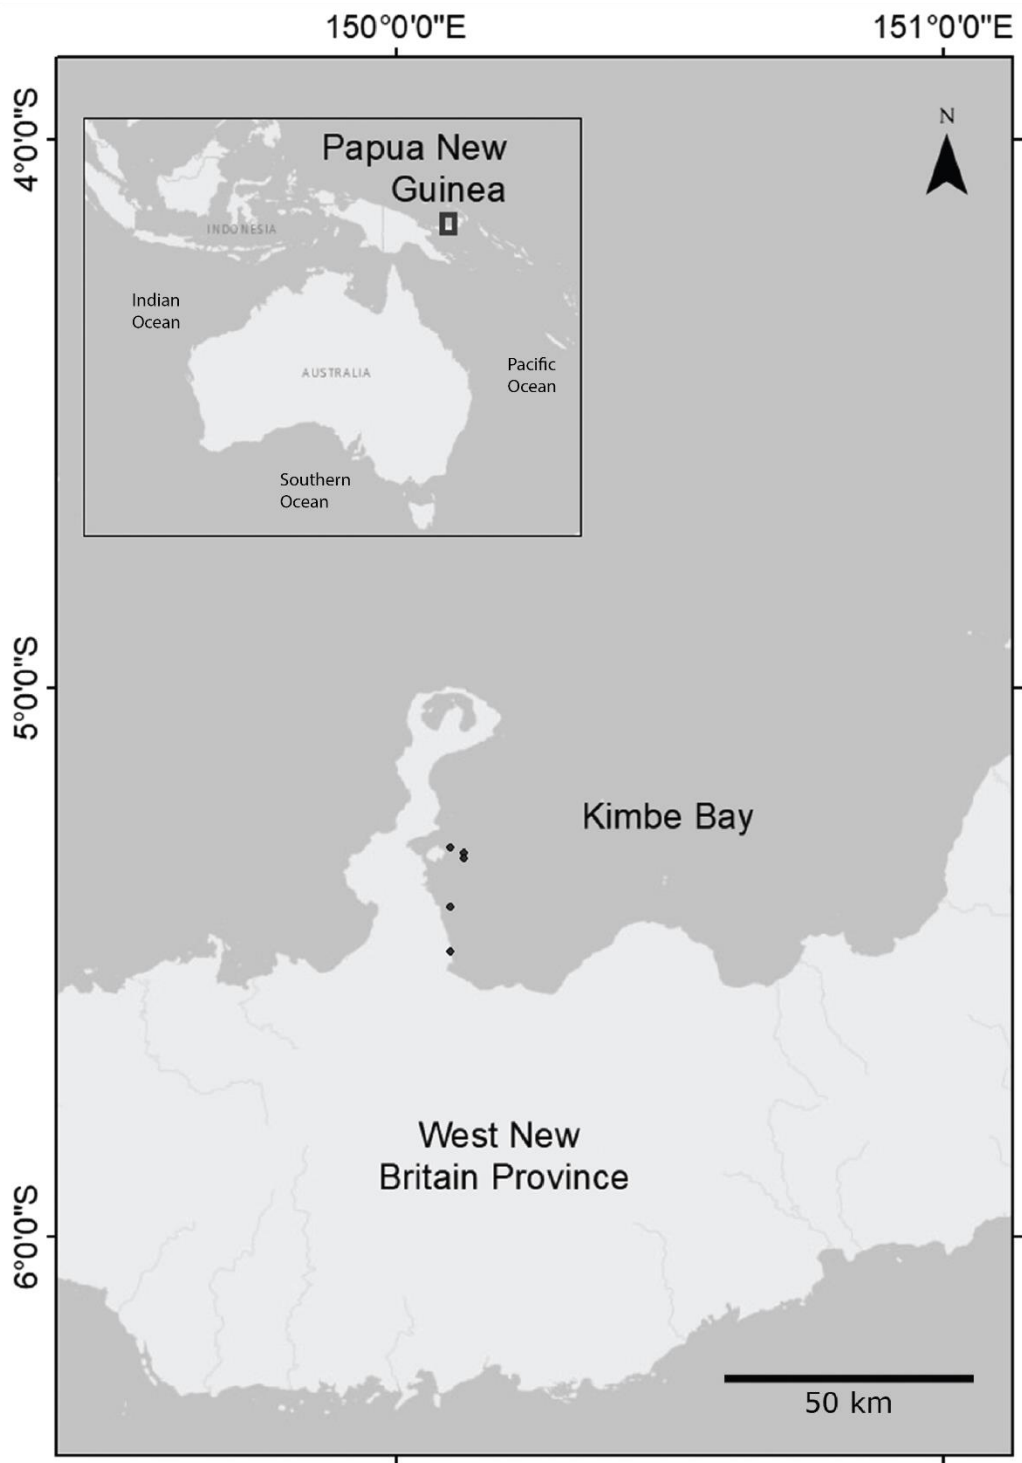 150°0'0"E
151°0'0"E
4°0'0"S
N
Papua New
Guinea
INDONESIA
Indian
Ocean
Pacific
Ocean
AUSTRALIA
Southern
Ocean
5°0'0"S
Kimbe Bay
West New
Britain Province
6°0'0"S
50 km